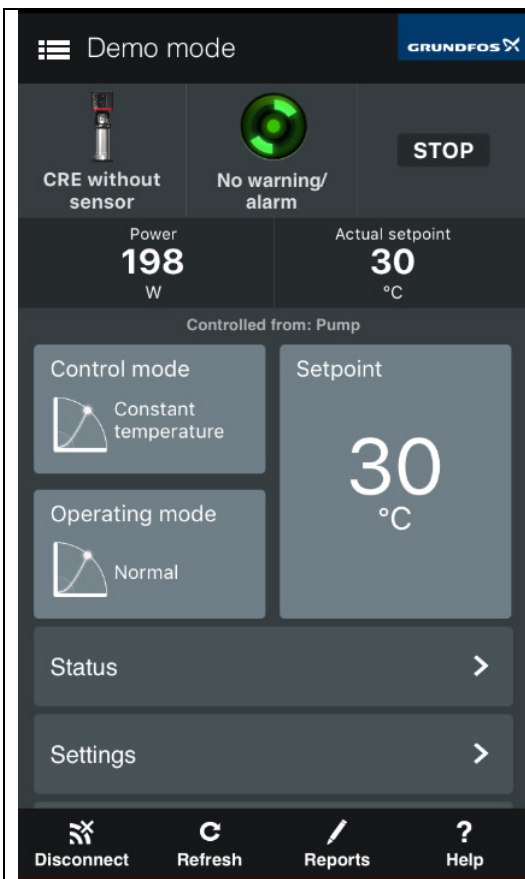 Demo mode
GRUNDFOS
CRE without
sensor
No warning/
alarm
STOP
Power
198
W
Actual setpoint
30
°C
Controlled from: Pump
Control mode
Constant
temperature
Setpoint
30
°C
Operating mode
Normal
Status
Settings
Disconnect
Refresh
Reports
Help